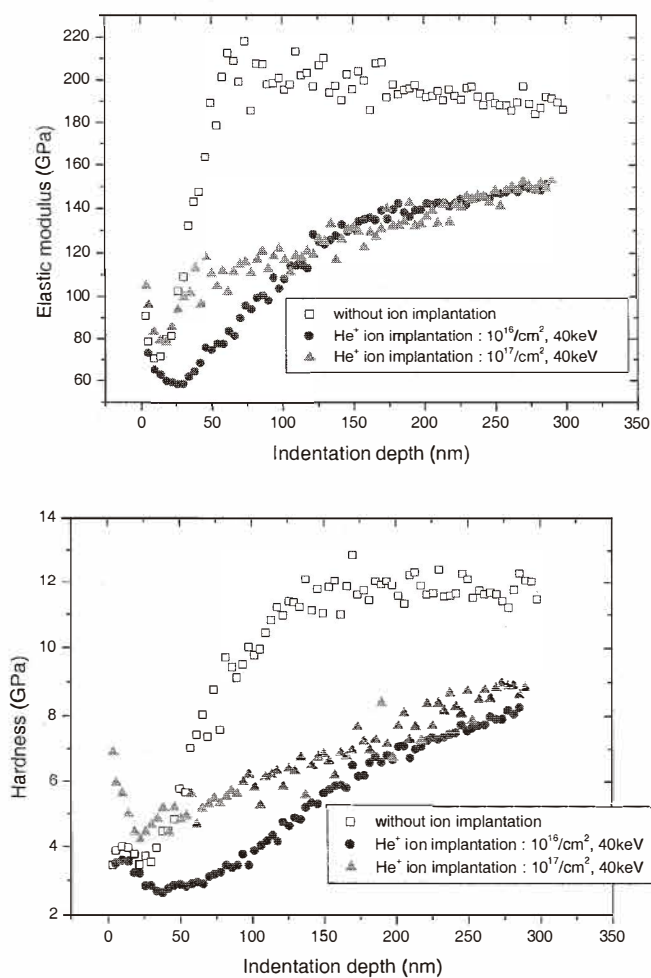 220
200
180
160
140
120
100
80
60
Elastic modulus (GPa)
without ion implantation
He⁺ ion implantation : 10¹⁶/cm², 40keV
He⁺ ion implantation : 10¹⁷/cm², 40keV
0 50 100 150 200 250 300 350
Indentation depth (nm)
14
12
10
8
6
4
2
Hardness (GPa)
without ion implantation
He⁺ ion implantation : 10¹⁶/cm², 40keV
He⁺ ion implantation : 10¹⁷/cm², 40keV
0 50 100 150 200 250 300 350
Indentation depth (nm)